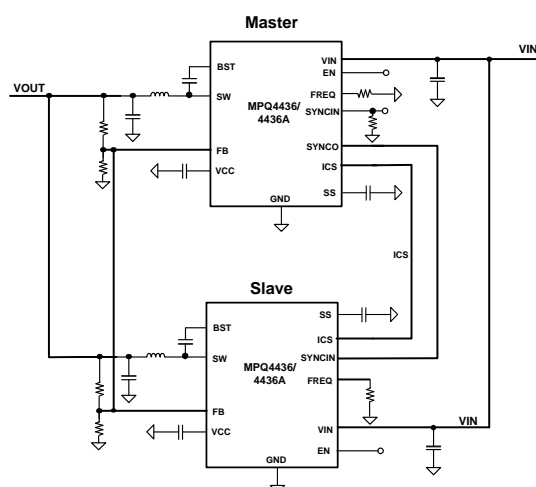 Master
VIN
VOUT
BST
SW
FB
VCC
GND
MPQ4436/
4436A
VIN
EN
FREQ
SYNCIN
SYNCO
ICS
SS
ICS
Slave
BST
SW
FB
VCC
GND
MPQ4436/
4436A
SS
ICS
SYNCIN
FREQ
VIN
EN
VIN